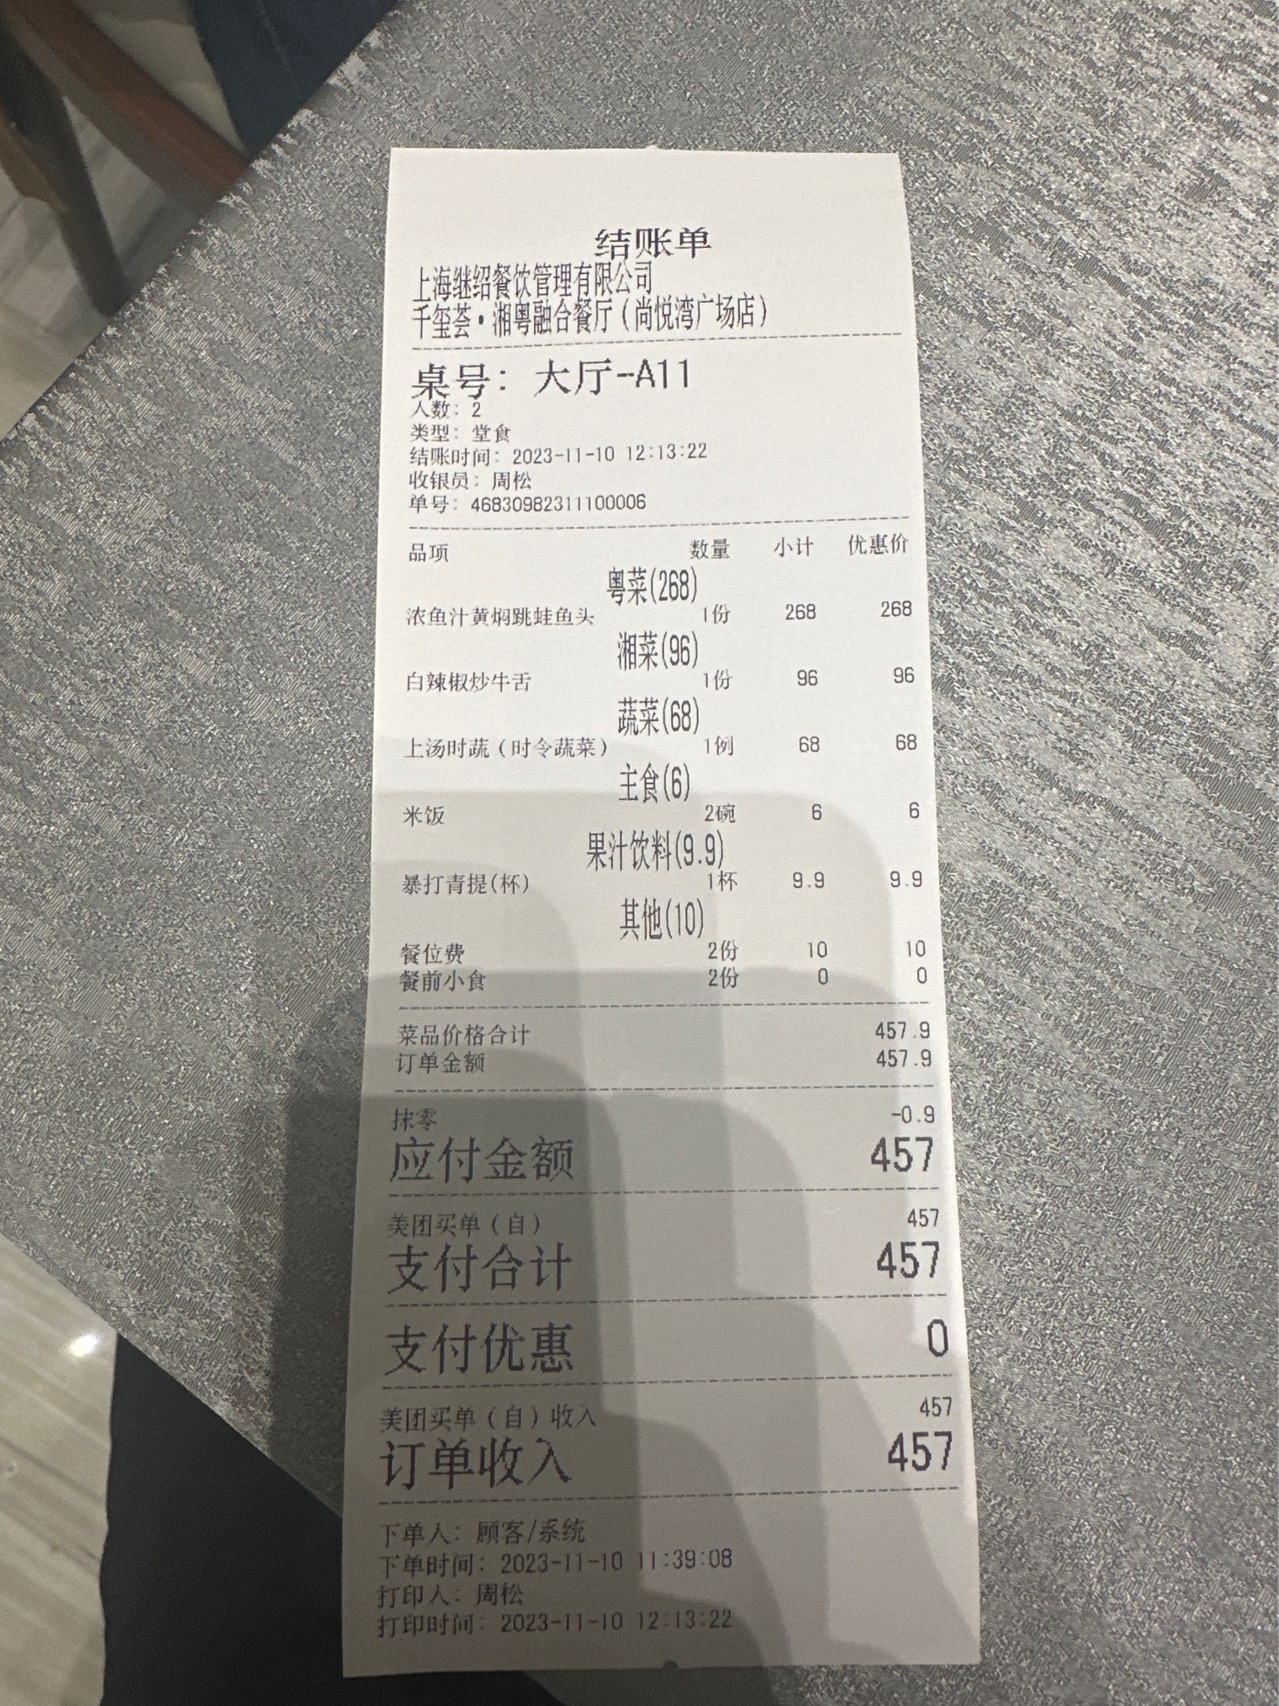 结账单
上海继绍餐饮管理有限公司
千玺荟·湘粤融合餐厅(尚悦湾广场店)
桌号: 大厅-A11
人数: 2
类型: 堂食
结账时间: 2023-11-10 12:13:22
收银员: 周松
单号: 46830982311100006
品项 数量 小计 优惠价
粤菜(268)
浓鱼汁黄焖跳蛙鱼头 1份 268 268
湘菜(96)
白辣椒炒牛舌 1份 96 96
蔬菜(68)
上汤时蔬(时令蔬菜) 1例 68 68
主食(6)
米饭 2碗 6 6
果汁饮料(9.9)
暴打青提(杯) 1杯 9.9 9.9
其他(10)
餐位费 2份 10 10
餐前小食 2份 0 0
菜品价格合计 457.9
订单金额 457.9
抹零 -0.9
应付金额 457
美团买单(自) 457
支付合计 457
支付优惠 0
美团买单(自)收入 457
订单收入 457
下单人: 顾客/系统
下单时间: 2023-11-10 11:39:08
打印人: 周松
打印时间: 2023-11-10 12:13:22